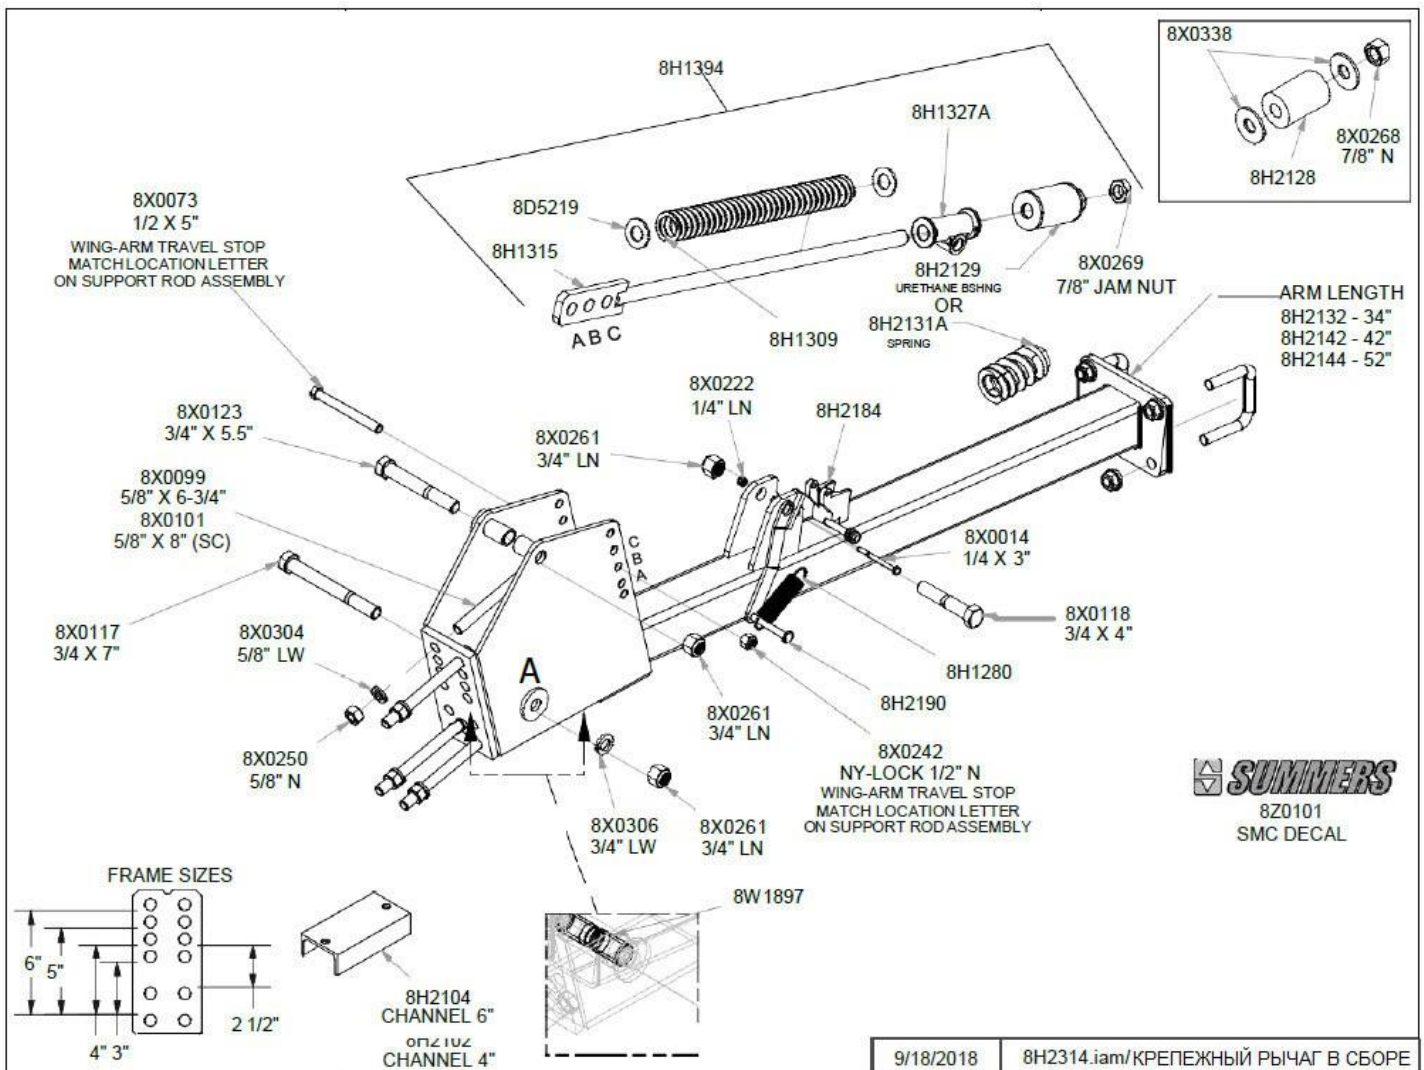 8H1394
8X0338
8X0268
7/8" N
8H2128
8H1327A
8X0073
1/2 X 5"
WING-ARM TRAVEL STOP
MATCH LOCATION LETTER
ON SUPPORT ROD ASSEMBLY
8D5219
8H1315
A B C
8H1309
8H2129
URETHANE BSHNG
OR
8H2131A
SPRING
8X0269
7/8" JAM NUT
ARM LENGTH
8H2132 - 34"
8H2142 - 42"
8H2144 - 52"
8X0222
1/4" LN
8H2184
8X0261
3/4" LN
8X0123
3/4" X 5.5"
8X0099
5/8" X 6-3/4"
8X0101
5/8" X 8" (SC)
C
B
A
8X0014
1/4 X 3"
8X0118
3/4 X 4"
8X0117
3/4 X 7"
8X0304
5/8" LW
A
8H1280
8H2190
8X0261
3/4" LN
8X0250
5/8" N
8X0242
NY-LOCK 1/2" N
WING-ARM TRAVEL STOP
MATCH LOCATION LETTER
ON SUPPORT ROD ASSEMBLY
8X0306
3/4" LW
8X0261
3/4" LN
SUMMERS
8Z0101
SMC DECAL
FRAME SIZES
6" 5"
4" 3"
2 1/2"
8H2104
CHANNEL 6"
8H2102
CHANNEL 4"
8W1897
9/18/2018
8H2314.iam/ КРЕПЕЖНЫЙ РЫЧАГ В СБОРЕ